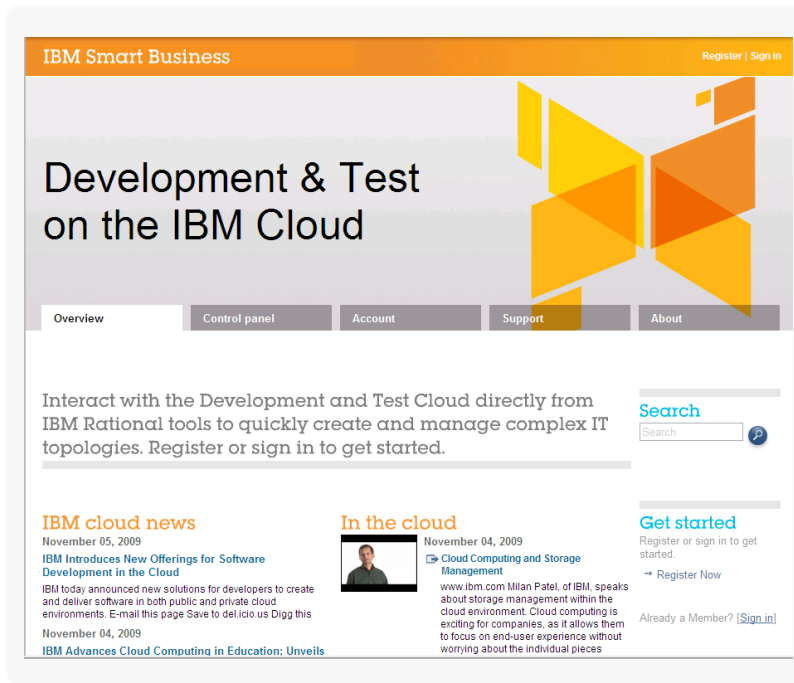 IBM Smart Business
Register | Sign in
Development & Test
on the IBM Cloud
Overview
Control panel
Account
Support
About
Interact with the Development and Test Cloud directly from
IBM Rational tools to quickly create and manage complex IT
topologies. Register or sign in to get started.
Search
Search
IBM cloud news
November 05, 2009
IBM Introduces New Offerings for Software
Development in the Cloud
IBM today announced new solutions for developers to create
and deliver software in both public and private cloud
environments. E-mail this page Save to del.icio.us Digg this
November 04, 2009
IBM Advances Cloud Computing in Education; Unveils
In the cloud
November 04, 2009
Cloud Computing and Storage
Management
www.ibm.com Milan Patel, of IBM, speaks
about storage management within the
cloud environment. Cloud computing is
exciting for companies, as it allows them
to focus on end-user experience without
worrying about the individual pieces
Get started
Register or sign in to get
started.
Register Now
Already a Member? [Sign in]